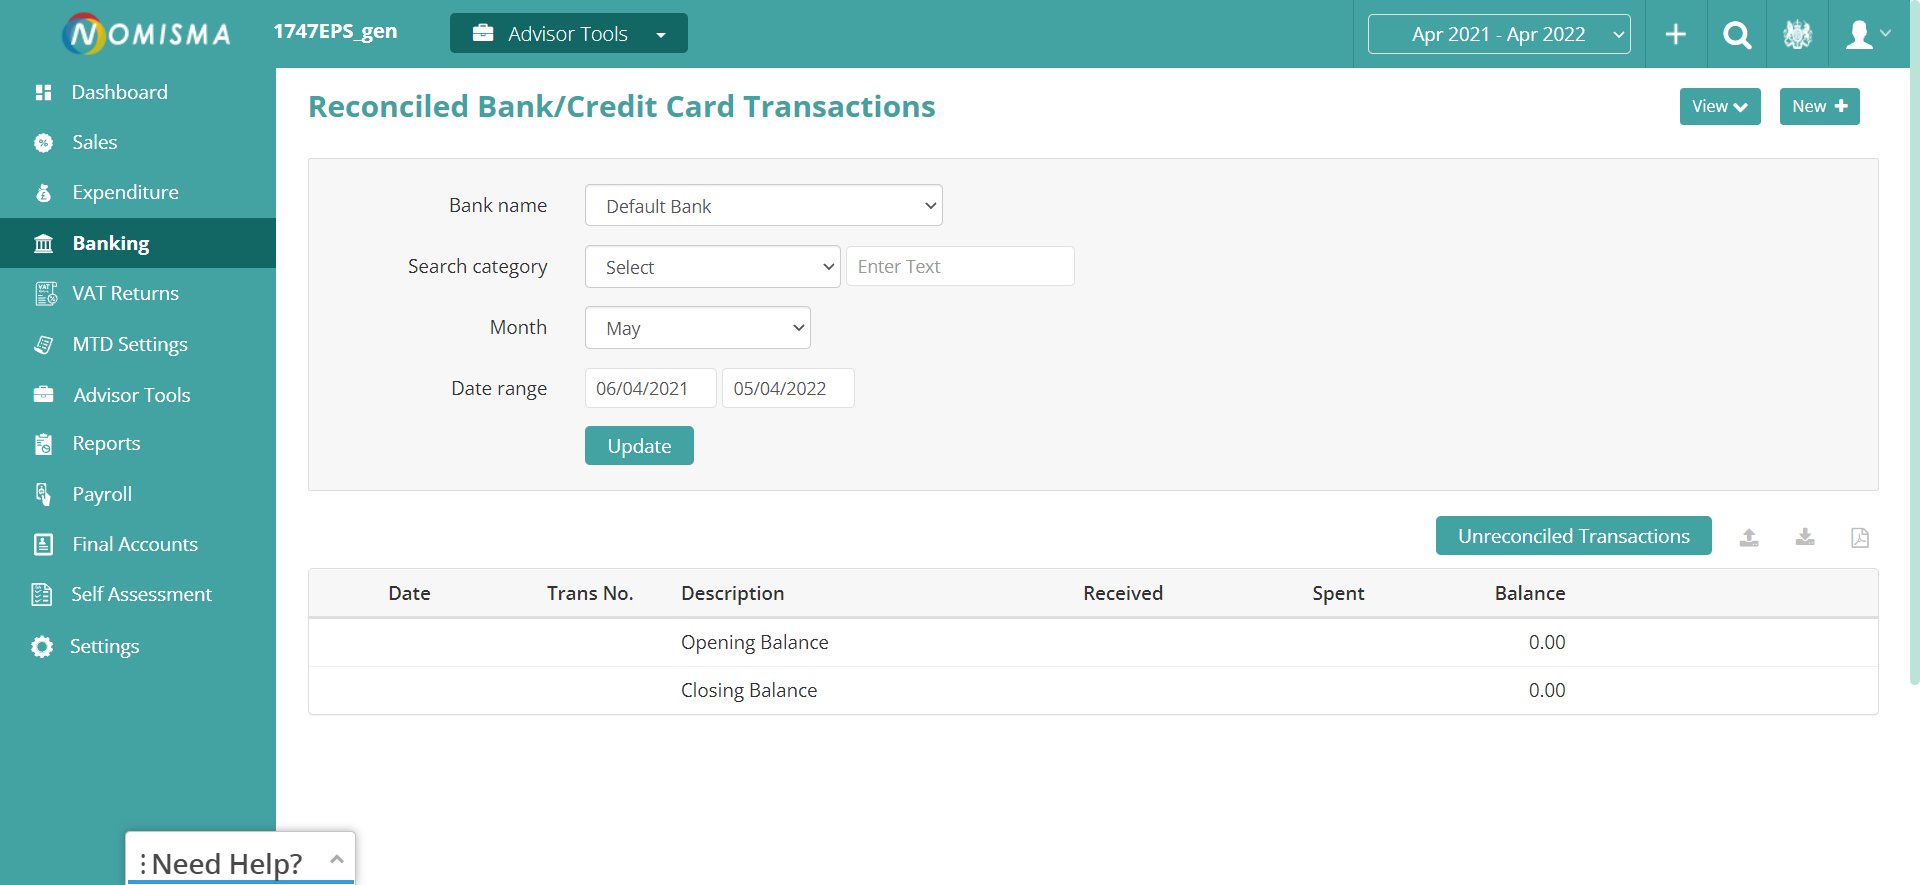 NOMISMA
1747EPS_gen
Advisor Tools
Apr 2021 - Apr 2022
Dashboard
Sales
Expenditure
Banking
VAT Returns
MTD Settings
Advisor Tools
Reports
Payroll
Final Accounts
Self Assessment
Settings
Reconciled Bank/Credit Card Transactions
View
New
Bank name Default Bank
Search category Select Enter Text
Month May
Date range 06/04/2021 05/04/2022
Update
Unreconciled Transactions
Date Trans No. Description Received Spent Balance
Opening Balance 0.00
Closing Balance 0.00
Need Help?